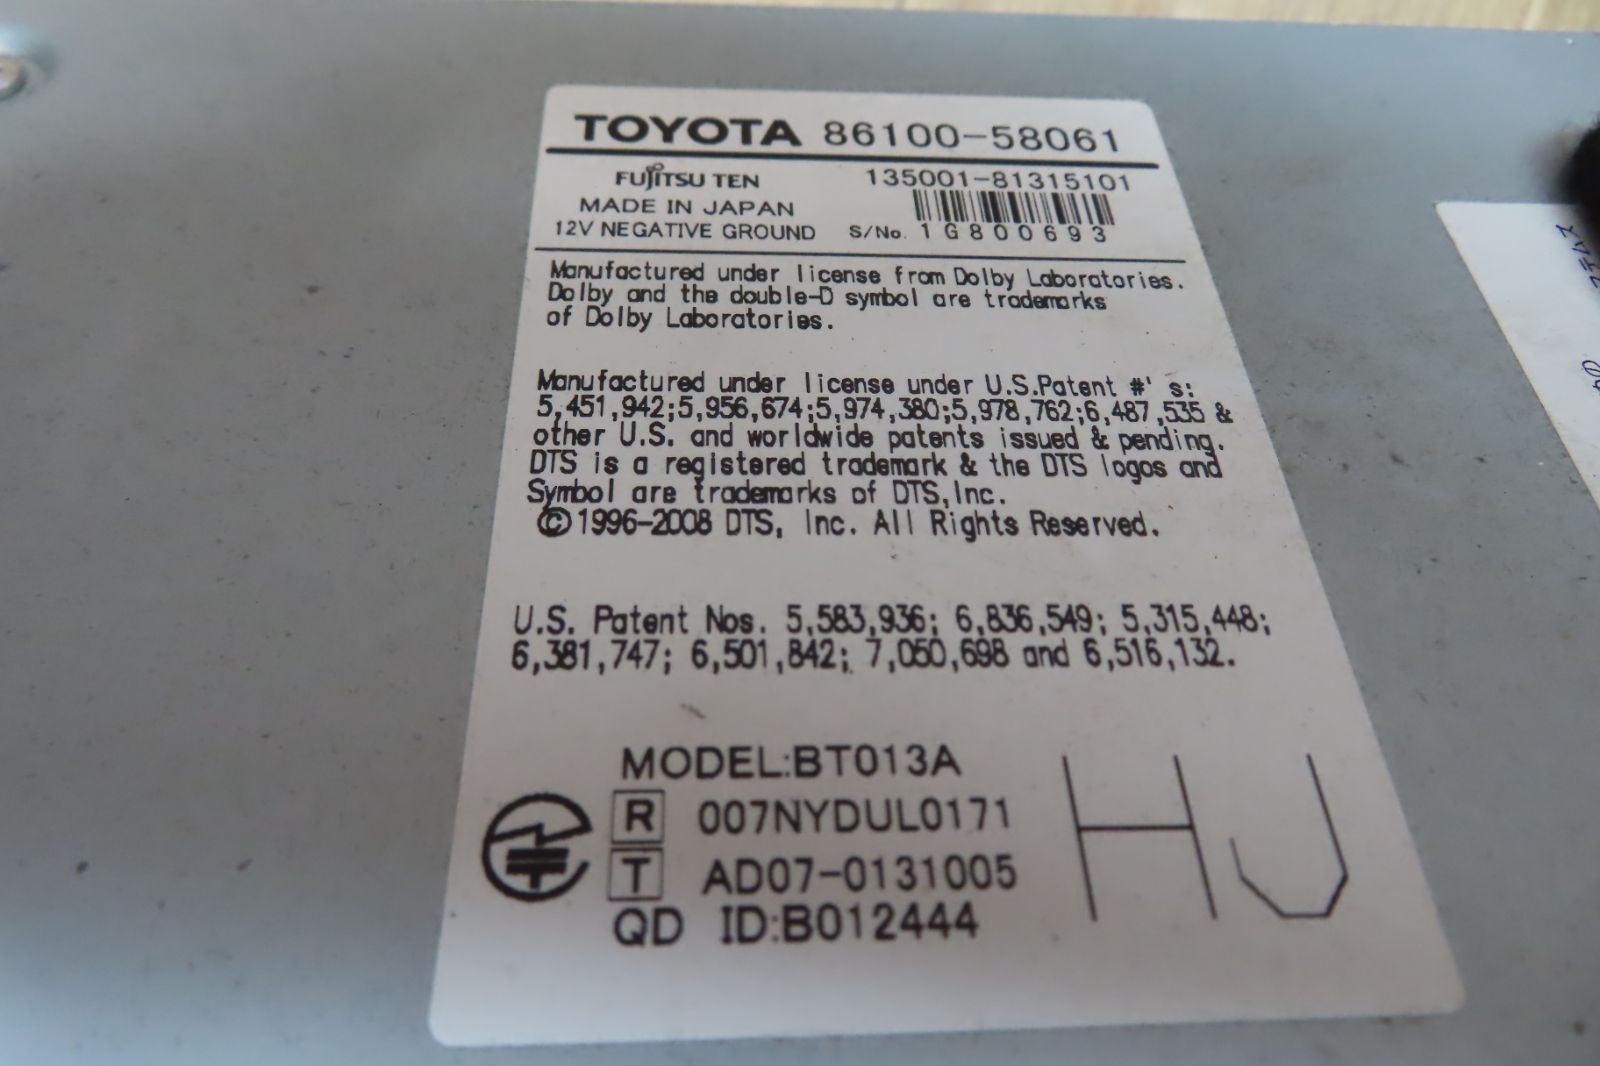 TOYOTA 86100-58061
FUJITSU TEN 135001-81315101
MADE IN JAPAN
12V NEGATIVE GROUND S/No. 1G800693
Manufactured under license from Dolby Laboratories.
Dolby and the double-D symbol are trademarks
of Dolby Laboratories.
Manufactured under license under U.S.Patent #' s:
5,451,942;5,956,674;5,974,380;5,978,762;6,487,535 &
other U.S. and worldwide patents issued & pending.
DTS is a registered trademark & the DTS logos and
Symbol are trademarks of DTS,Inc.
©1996-2008 DTS, Inc. All Rights Reserved.
U.S. Patent Nos. 5,583,936; 6,836,549; 5,315,448;
6,381,747; 6,501,842; 7,050,698 and 6,516,132.
MODEL:BT013A
R 007NYDUL0171
T AD07-0131005
QD ID:B012444
HU